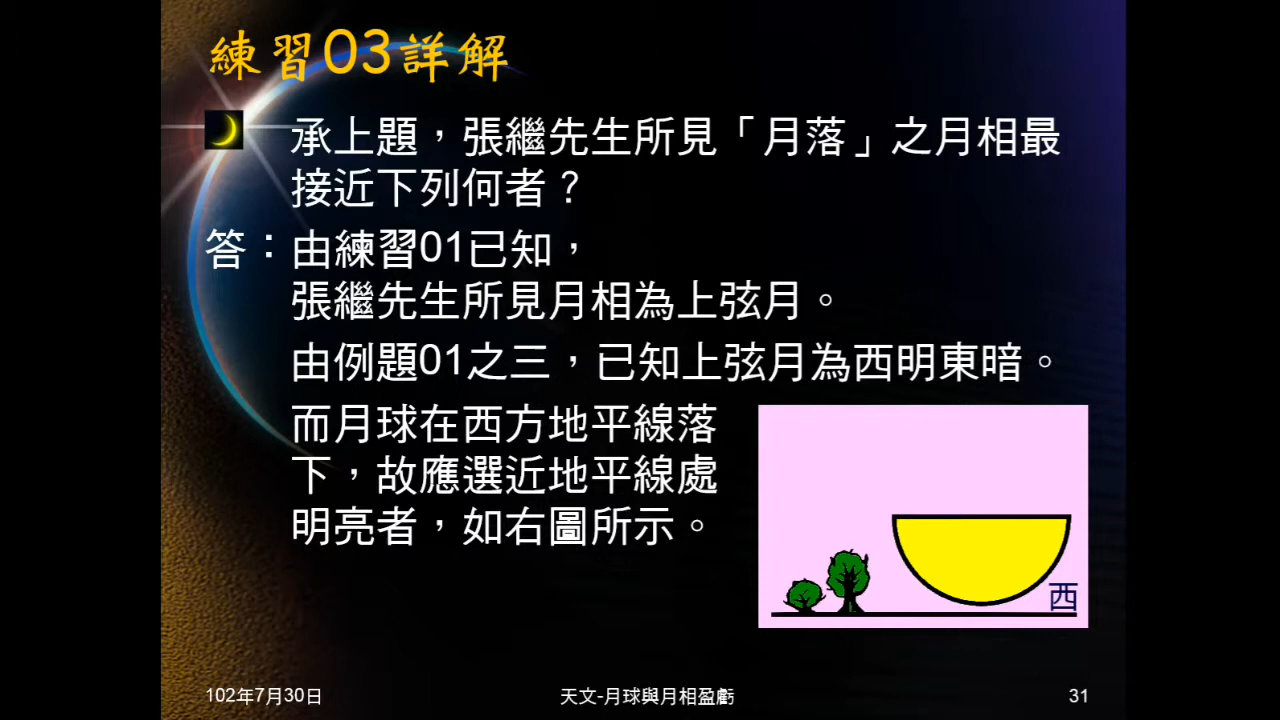 練習03詳解
承上題，張繼先生所見「月落」之月相最
接近下列何者？
答：由練習01已知，
張繼先生所見月相為上弦月。
由例題01之三，已知上弦月為西明東暗。
而月球在西方地平線落
下，故應選近地平線處
明亮者，如右圖所示。
西
102年7月30日
天文-月球與月相盈虧
31